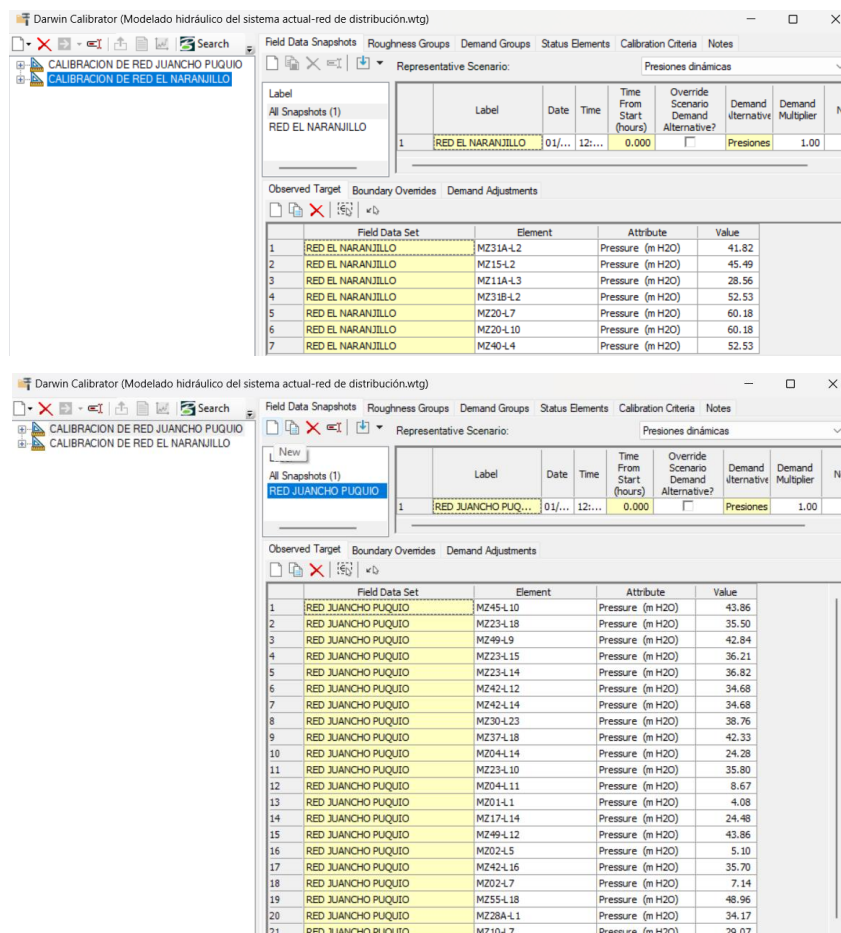 Darwin Calibrator (Modelado hidráulico del sistema actual-red de distribución.wtg)
Search
Field Data Snapshots Roughness Groups Demand Groups Status Elements Calibration Criteria Notes
CALIBRACION DE RED JUANCHO PUQUIO
CALIBRACION DE RED EL NARANJILLO
Representative Scenario: Presiones dinámicas
Label
All Snapshots (1)
RED EL NARANJILLO
Label Date Time Time From Start (hours) Override Scenario Demand Alternative? Demand Demand Multiplier
1 RED EL NARANJILLO 01/... 12:... 0.000 Presiones 1.00
Observed Target Boundary Overrides Demand Adjustments
Field Data Set Element Attribute Value
1 RED EL NARANJILLO MZ31A-L2 Pressure (m H2O) 41.82
2 RED EL NARANJILLO MZ15-L2 Pressure (m H2O) 45.49
3 RED EL NARANJILLO MZ11A-L3 Pressure (m H2O) 28.56
4 RED EL NARANJILLO MZ31B-L2 Pressure (m H2O) 52.53
5 RED EL NARANJILLO MZ20-L7 Pressure (m H2O) 60.18
6 RED EL NARANJILLO MZ20-L10 Pressure (m H2O) 60.18
7 RED EL NARANJILLO MZ40-L4 Pressure (m H2O) 52.53
Darwin Calibrator (Modelado hidráulico del sistema actual-red de distribución.wtg)
Search
Field Data Snapshots Roughness Groups Demand Groups Status Elements Calibration Criteria Notes
CALIBRACION DE RED JUANCHO PUQUIO
CALIBRACION DE RED EL NARANJILLO
Representative Scenario: Presiones dinámicas
New
All Snapshots (1)
RED JUANCHO PUQUIO
Label Date Time Time From Start (hours) Override Scenario Demand Alternative? Demand Demand Multiplier
1 RED JUANCHO PUQ... 01/... 12:... 0.000 Presiones 1.00
Observed Target Boundary Overrides Demand Adjustments
Field Data Set Element Attribute Value
1 RED JUANCHO PUQUIO MZ45-L10 Pressure (m H2O) 43.86
2 RED JUANCHO PUQUIO MZ23-L18 Pressure (m H2O) 35.50
3 RED JUANCHO PUQUIO MZ49-L9 Pressure (m H2O) 42.84
4 RED JUANCHO PUQUIO MZ23-L15 Pressure (m H2O) 36.21
5 RED JUANCHO PUQUIO MZ23-L14 Pressure (m H2O) 36.82
6 RED JUANCHO PUQUIO MZ42-L12 Pressure (m H2O) 34.68
7 RED JUANCHO PUQUIO MZ42-L14 Pressure (m H2O) 34.68
8 RED JUANCHO PUQUIO MZ30-L23 Pressure (m H2O) 38.76
9 RED JUANCHO PUQUIO MZ37-L18 Pressure (m H2O) 42.33
10 RED JUANCHO PUQUIO MZ04-L14 Pressure (m H2O) 24.28
11 RED JUANCHO PUQUIO MZ23-L10 Pressure (m H2O) 35.80
12 RED JUANCHO PUQUIO MZ04-L11 Pressure (m H2O) 8.67
13 RED JUANCHO PUQUIO MZ01-L1 Pressure (m H2O) 4.08
14 RED JUANCHO PUQUIO MZ17-L14 Pressure (m H2O) 24.48
15 RED JUANCHO PUQUIO MZ49-L12 Pressure (m H2O) 43.86
16 RED JUANCHO PUQUIO MZ02-L5 Pressure (m H2O) 5.10
17 RED JUANCHO PUQUIO MZ42-L16 Pressure (m H2O) 35.70
18 RED JUANCHO PUQUIO MZ02-L7 Pressure (m H2O) 7.14
19 RED JUANCHO PUQUIO MZ55-L18 Pressure (m H2O) 48.96
20 RED JUANCHO PUQUIO MZ28A-L1 Pressure (m H2O) 34.17
21 RED JUANCHO PUQUIO MZ10-L7 Pressure (m H2O) 29.07